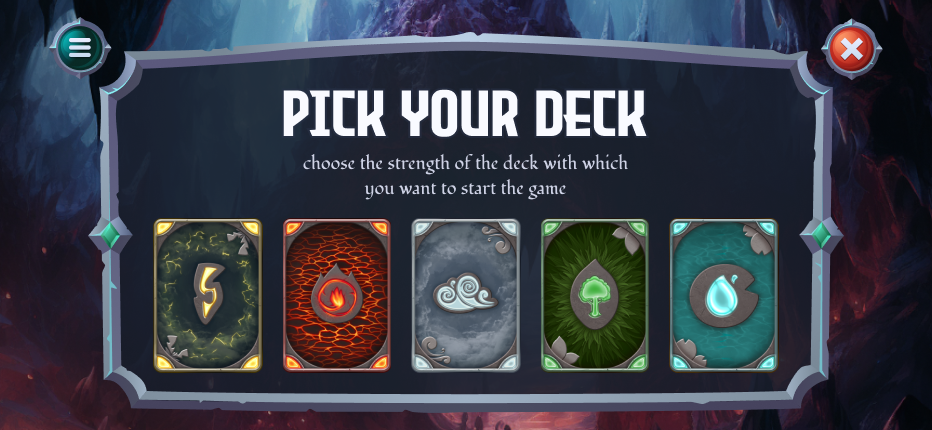 PICK YOUR DECK
choose the strength of the deck with which
you want to start the game